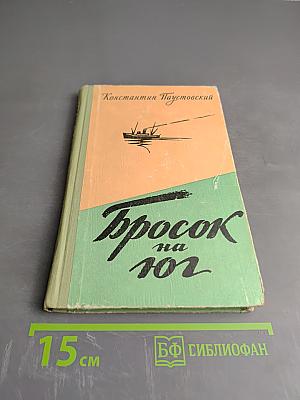 Константин Паустовский
Бросок
на
юг
15 см
БФ БИБЛИОФАН